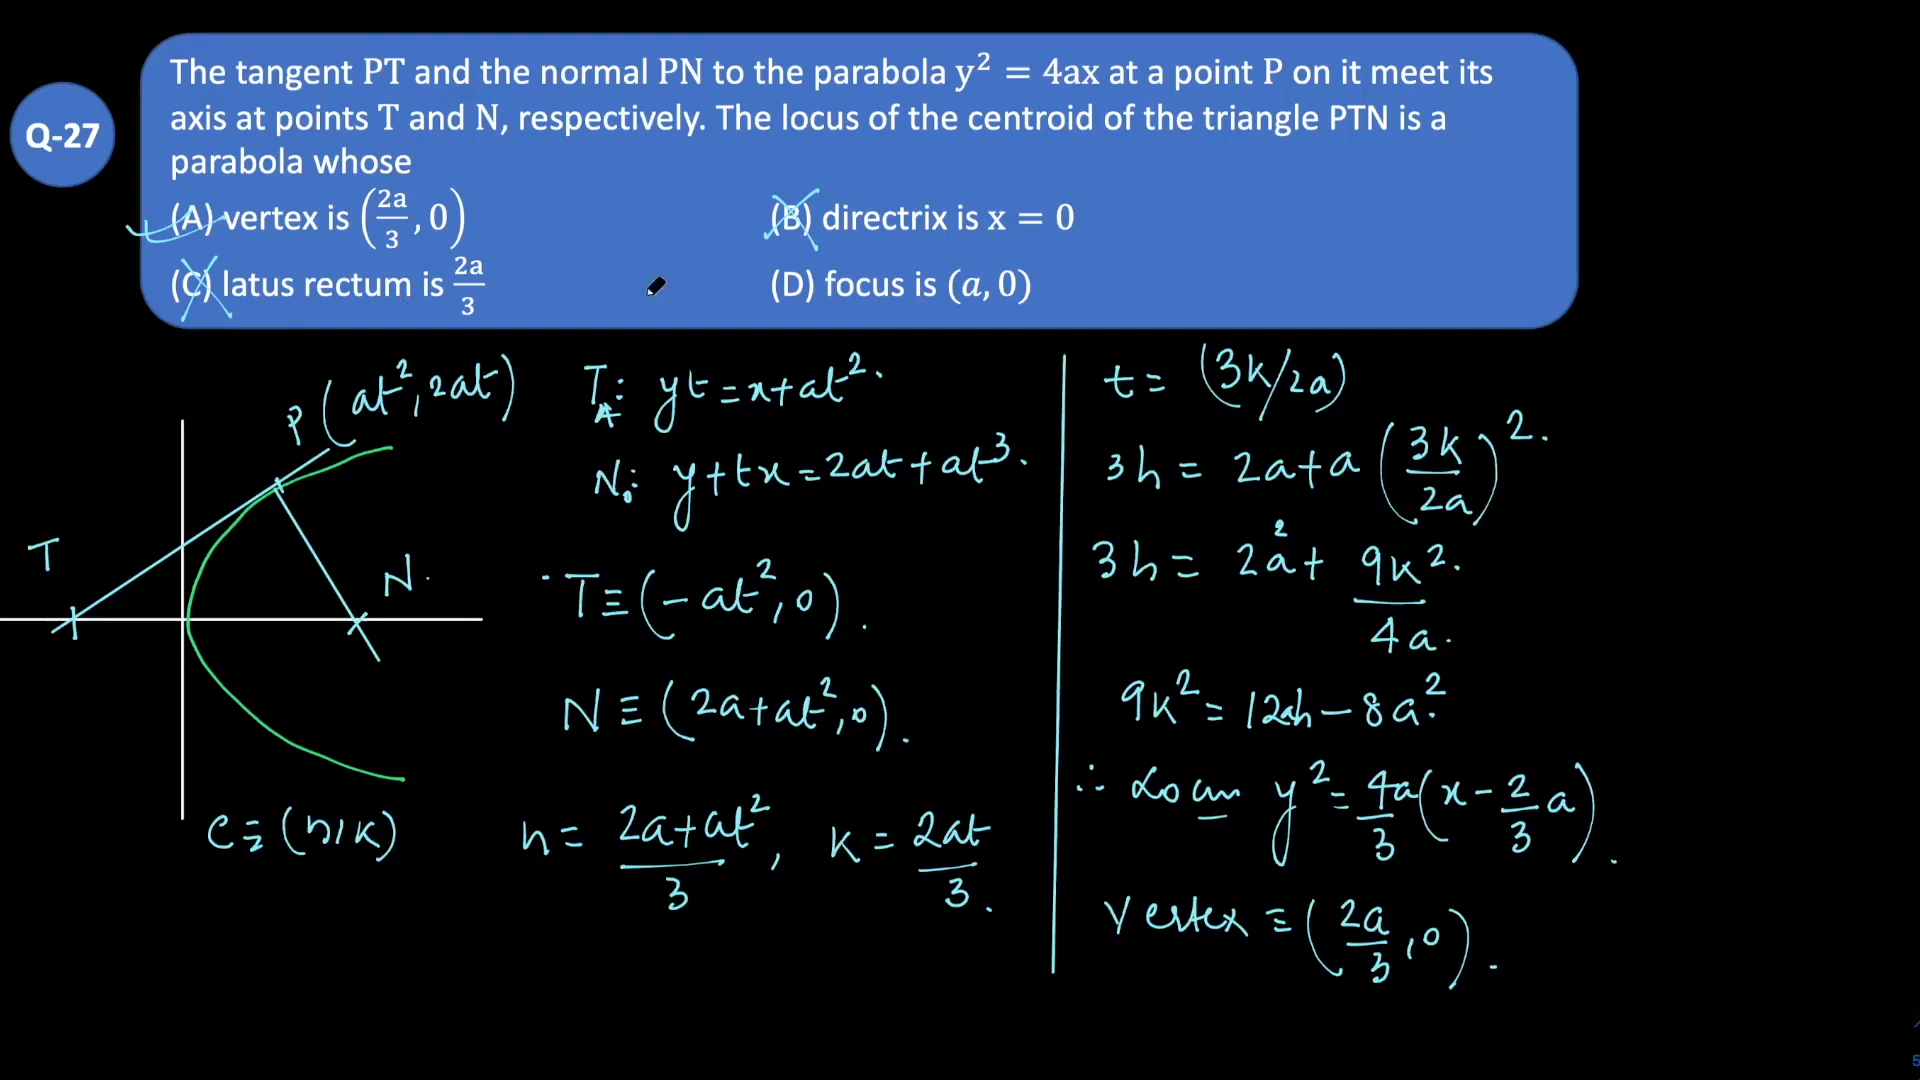 Q-27
The tangent PT and the normal PN to the parabola y² = 4ax at a point P on it meet its
axis at points T and N, respectively. The locus of the centroid of the triangle PTN is a
parabola whose
(A) vertex is (2a/3, 0) (B) directrix is x = 0
(C) latus rectum is 2a/3 (D) focus is (a, 0)
P(at², 2at)
T
N.
C ≡ (h, k)
T: yt = x + at².
N: y + tx = 2at + at³.
T ≡ (-at², 0).
N ≡ (2a + at², 0).
h = (2a + at²)/3, k = 2at/3.
t = (3k/2a)
3h = 2a + a(3k/2a)².
3h = 2a² + 9k²/4a.
9k² = 12ah - 8a².
∴ Locus y² = 4a/3 (x - 2/3 a).
Vertex ≡ (2a/3, 0).
5